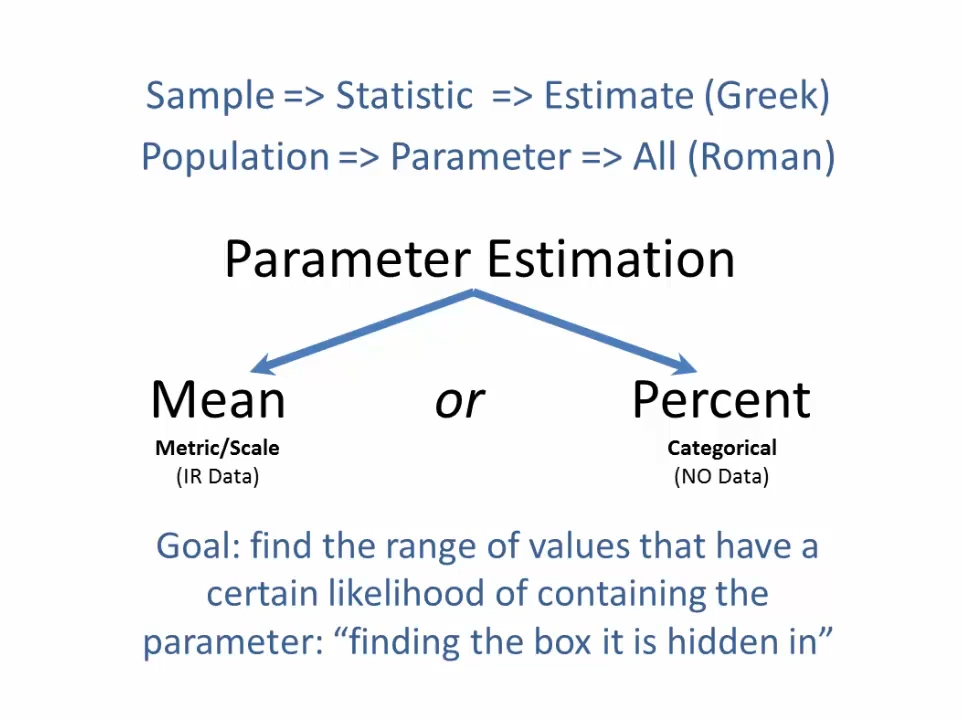 Sample => Statistic => Estimate (Greek)
Population => Parameter => All (Roman)
Parameter Estimation
Mean or Percent
Metric/Scale Categorical
(IR Data) (NO Data)
Goal: find the range of values that have a
certain likelihood of containing the
parameter: “finding the box it is hidden in”